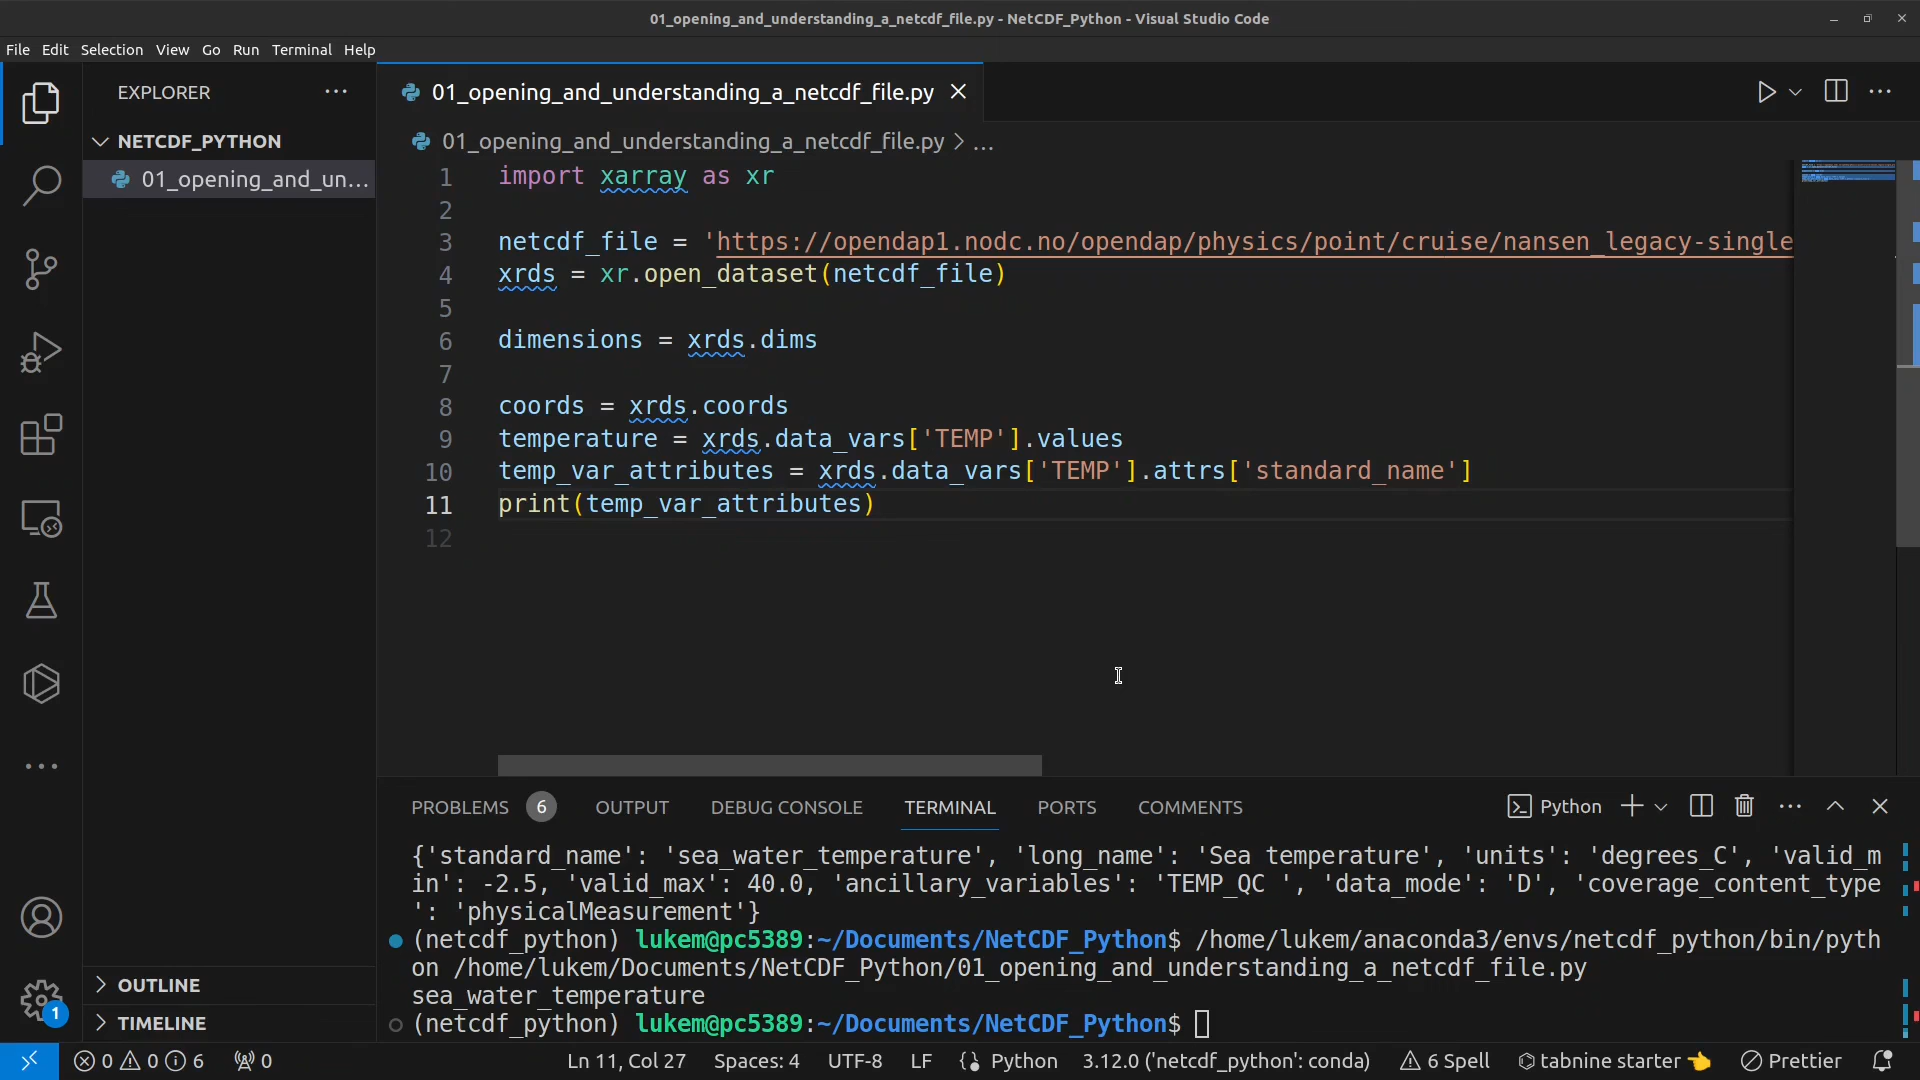 01_opening_and_understanding_a_netcdf_file.py - NetCDF_Python - Visual Studio Code
File Edit Selection View Go Run Terminal Help
EXPLORER
NETCDF_PYTHON
01_opening_and_un...
01_opening_and_understanding_a_netcdf_file.py
01_opening_and_understanding_a_netcdf_file.py > ...
1 import xarray as xr
2
3 netcdf_file = 'https://opendap1.nodc.no/opendap/physics/point/cruise/nansen_legacy-single
4 xrds = xr.open_dataset(netcdf_file)
5
6 dimensions = xrds.dims
7
8 coords = xrds.coords
9 temperature = xrds.data_vars['TEMP'].values
10 temp_var_attributes = xrds.data_vars['TEMP'].attrs['standard_name']
11 print(temp_var_attributes)
12
PROBLEMS 6 OUTPUT DEBUG CONSOLE TERMINAL PORTS COMMENTS
Python
{'standard_name': 'sea_water_temperature', 'long_name': 'Sea temperature', 'units': 'degrees_C', 'valid_m
in': -2.5, 'valid_max': 40.0, 'ancillary_variables': 'TEMP_QC ', 'data_mode': 'D', 'coverage_content_type
': 'physicalMeasurement'}
(netcdf_python) lukem@pc5389:~/Documents/NetCDF_Python$ /home/lukem/anaconda3/envs/netcdf_python/bin/pyth
on /home/lukem/Documents/NetCDF_Python/01_opening_and_understanding_a_netcdf_file.py
sea_water_temperature
(netcdf_python) lukem@pc5389:~/Documents/NetCDF_Python$
OUTLINE
TIMELINE
1
0 0 6 0 Ln 11, Col 27 Spaces: 4 UTF-8 LF Python 3.12.0 ('netcdf_python': conda) 6 Spell tabnine starter Prettier